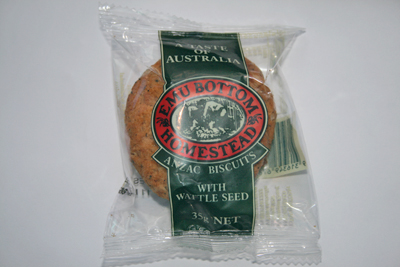 A TASTE
OF
AUSTRALIA
EMU BOTTOM
HOMESTEAD
ANZAC BISCUITS
WITH
WATTLE SEED
35g NET